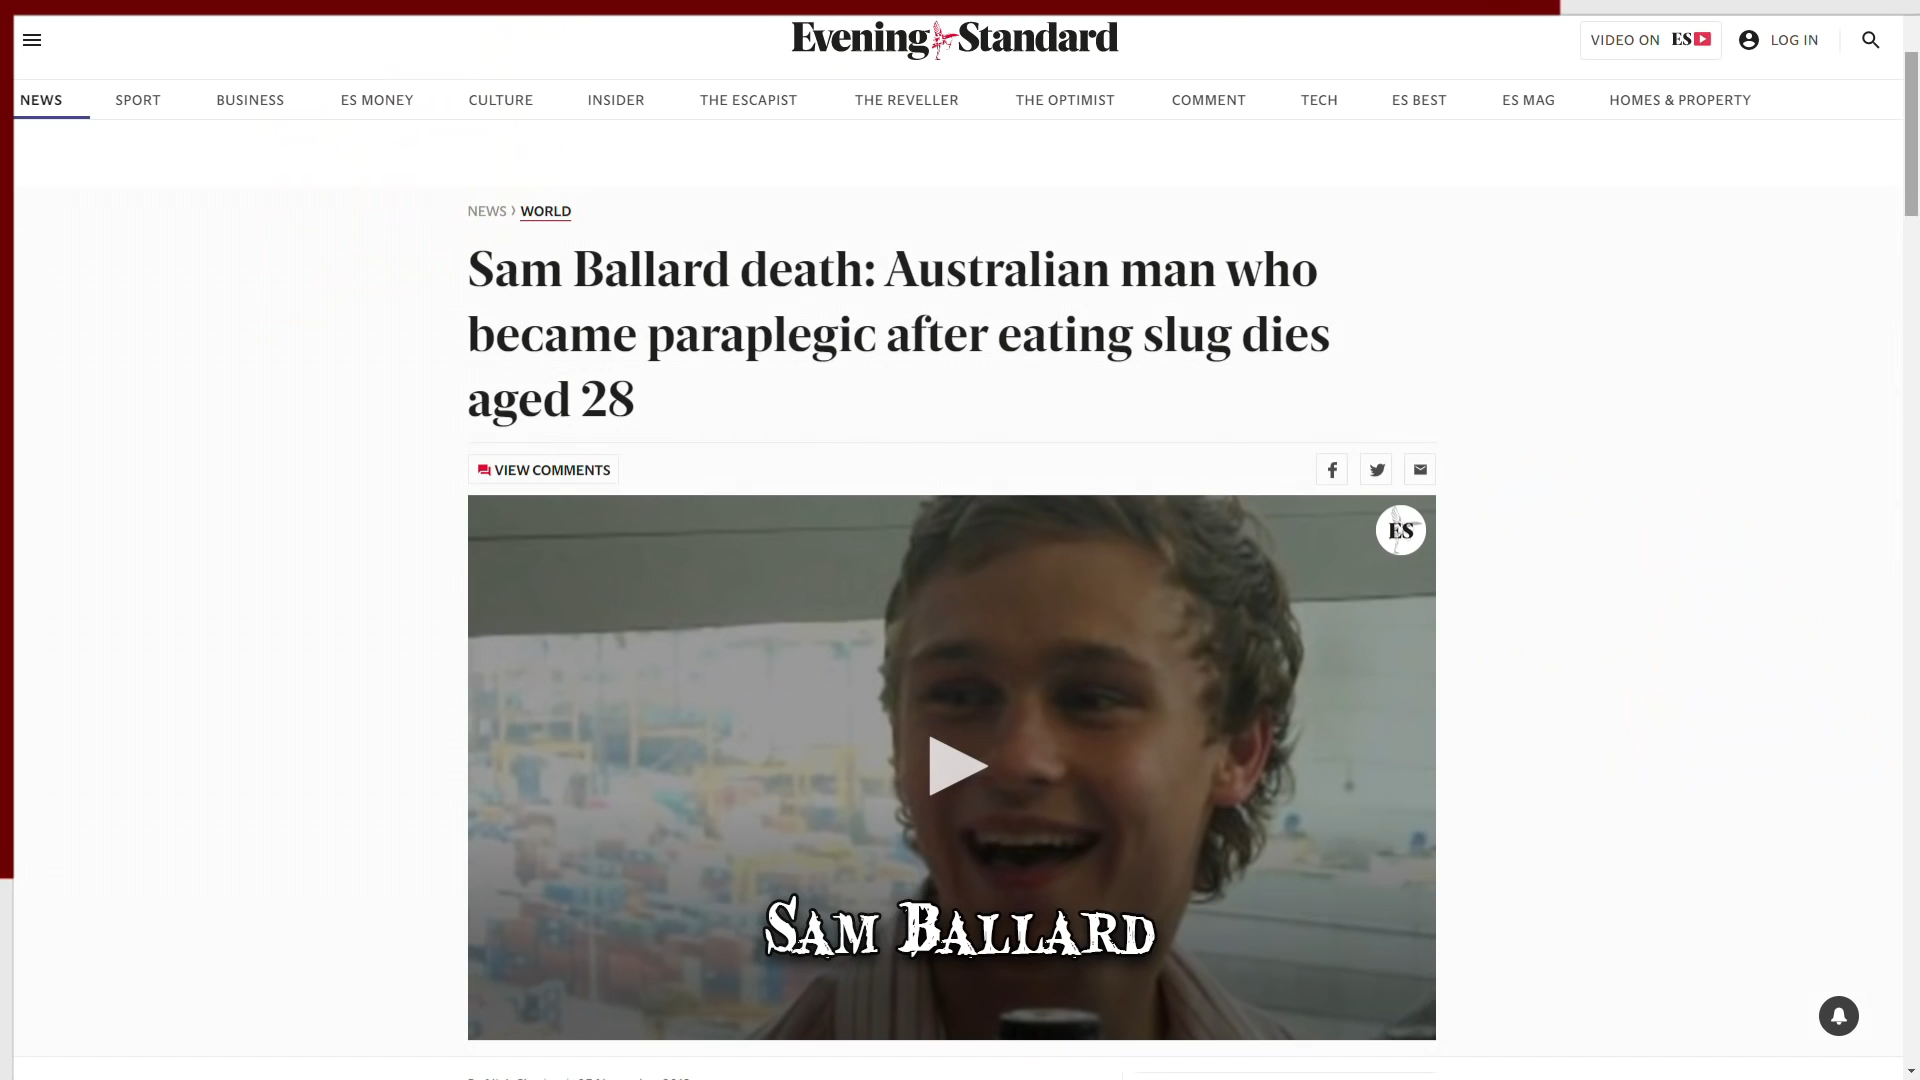 Evening Standard
VIDEO ON ES
LOG IN
NEWS SPORT BUSINESS ES MONEY CULTURE INSIDER THE ESCAPIST THE REVELLER THE OPTIMIST COMMENT TECH ES BEST ES MAG HOMES & PROPERTY
NEWS › WORLD
Sam Ballard death: Australian man who
became paraplegic after eating slug dies
aged 28
VIEW COMMENTS
ES
Sam Ballard